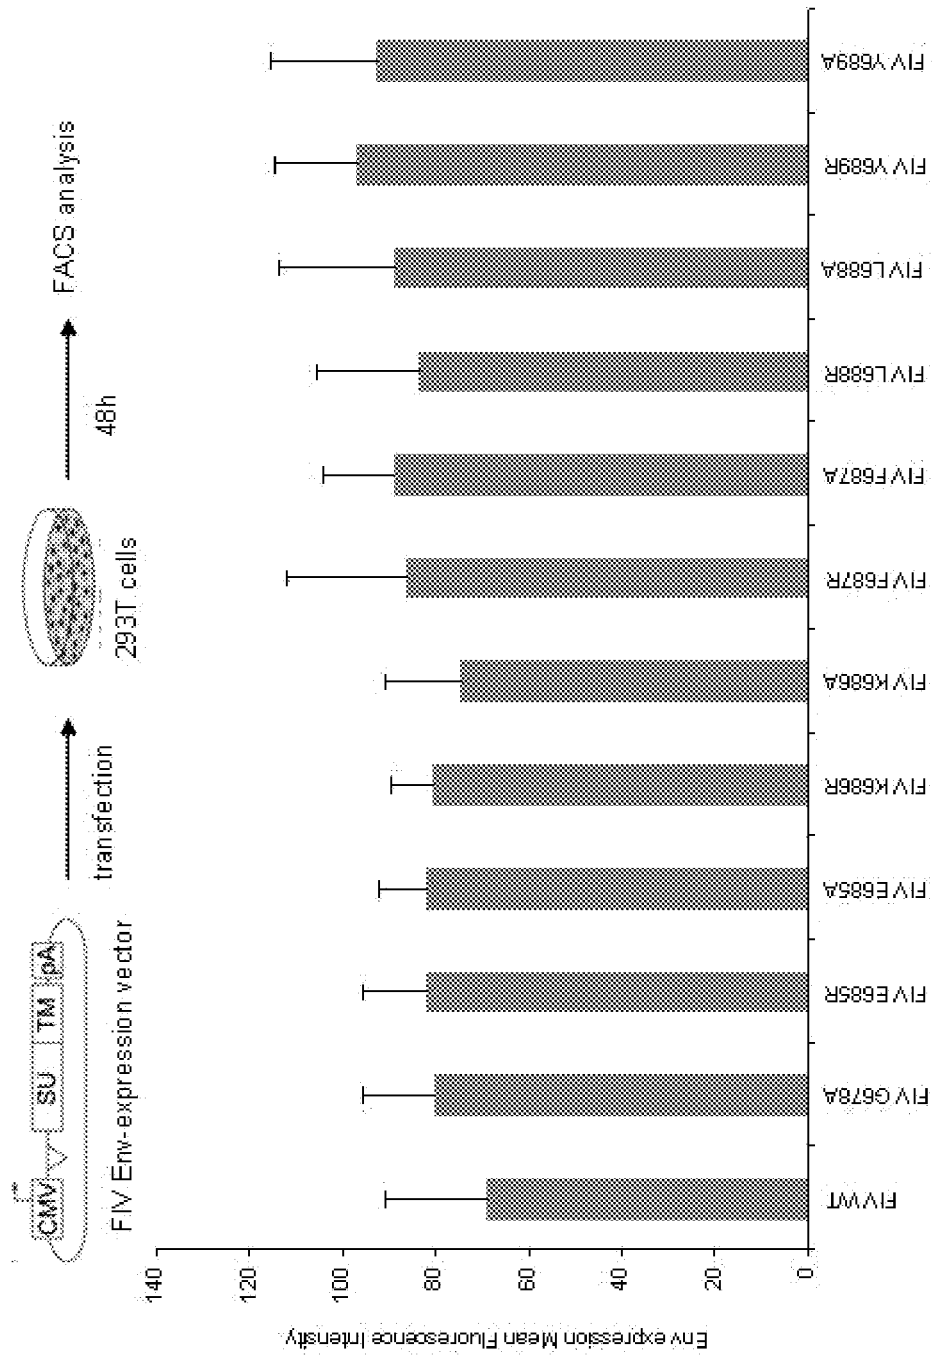 CMV SU TM pA
FIV Env-expression vector
transfection
293T cells
48h
FACS analysis
Env expression Mean Fluorescence Intensity
140
120
100
80
60
40
20
0
FIV WT
FIV G678A
FIV E685R
FIV E685A
FIV K686R
FIV K686A
FIV F687R
FIV F687A
FIV L688R
FIV L688A
FIV Y689R
FIV Y689A